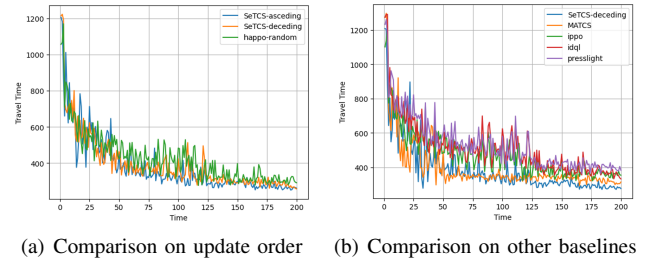 SeTCS-asceding
SeTCS-deceding
happo-random
1200
1000
800
600
400
Travel Time
0
25
50
75
100
125
150
175
200
Time
SeTCS-deceding
MATCS
ippo
idql
presslight
1200
1000
800
600
400
Travel Time
0
25
50
75
100
125
150
175
200
Time
(a) Comparison on update order
(b) Comparison on other baselines